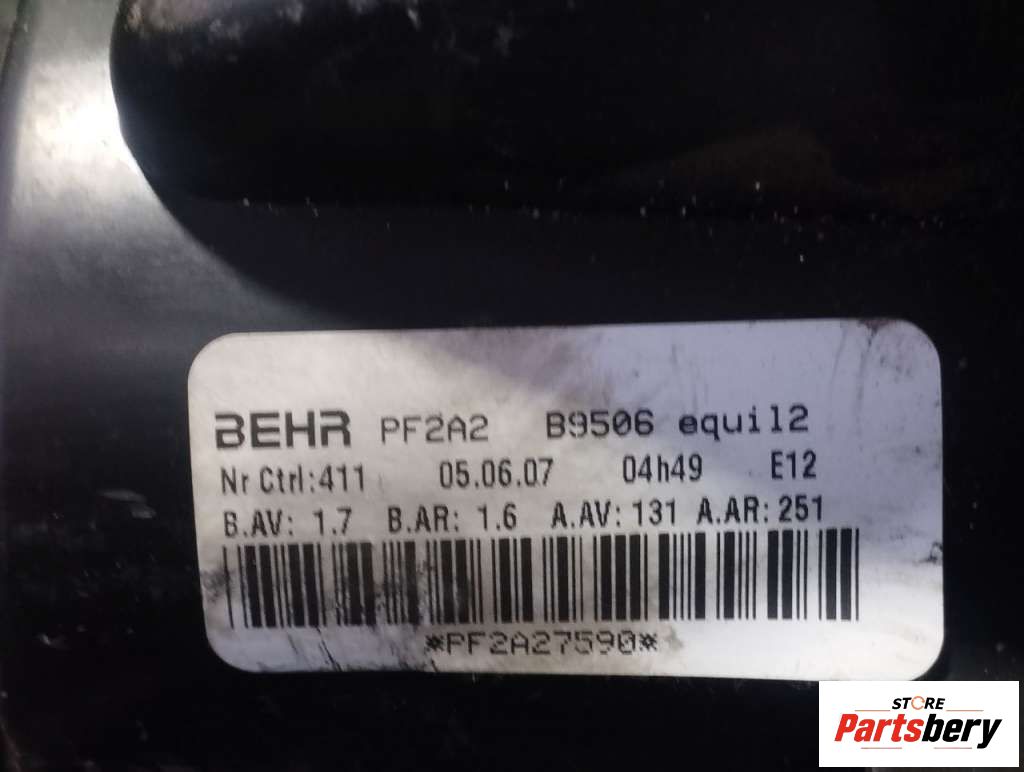 BEHR PF2A2 B9506 equil2
Nr Ctrl:411 05.06.07 04h49 E12
B.AV: 1.7 B.AR: 1.6 A.AV: 131 A.AR: 251
*PF2A27590*
STORE
Partsbery